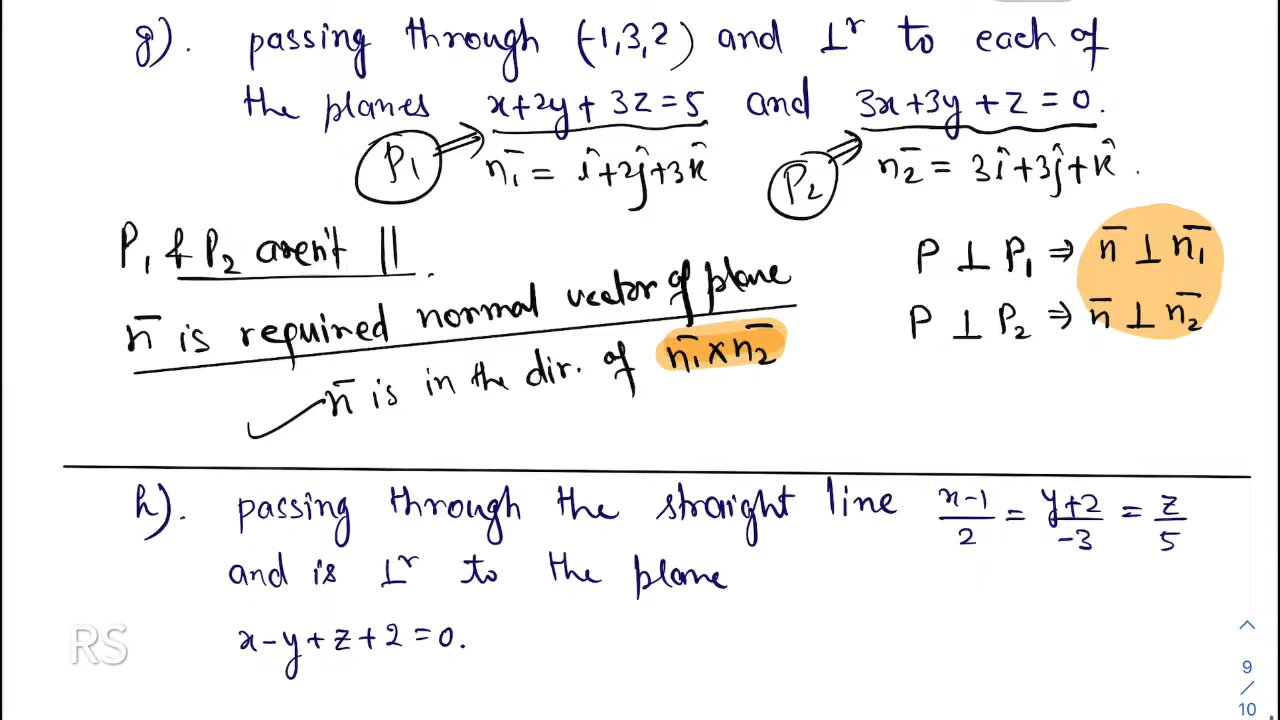 g). passing through (-1,3,2) and ⊥ʳ to each of
the planes x+2y+3z=5 and 3x+3y+z=0.
P₁ ⇒ n̄₁ = î+2ĵ+3k̂ P₂ ⇒ n̄₂ = 3î+3ĵ+k̂.
P₁ & P₂ aren't ||.
P ⊥ P₁ ⇒ n̄ ⊥ n̄₁
n̄ is required normal vector of plane
P ⊥ P₂ ⇒ n̄ ⊥ n̄₂
n̄ is in the dir. of n̄₁ × n̄₂
h). passing through the straight line (x-1)/2 = (y+2)/-3 = z/5
and is ⊥ʳ to the plane
x-y+z+2=0.
RS
9
/
10